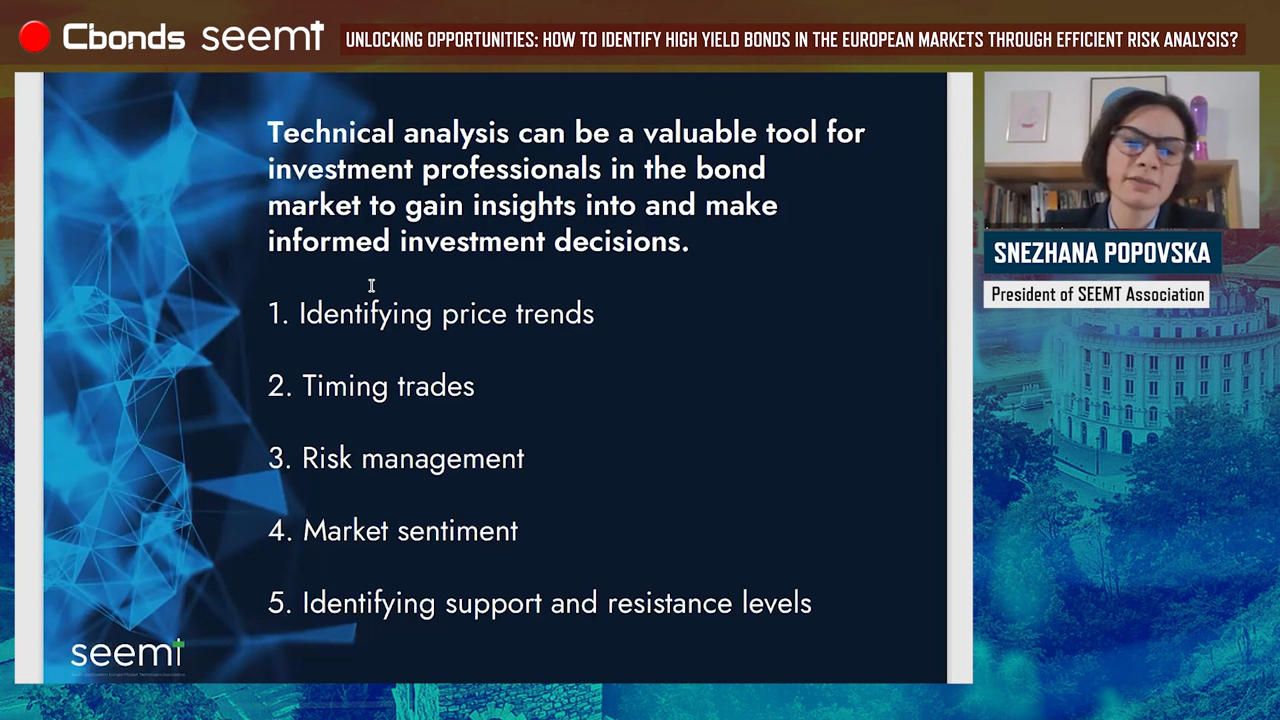 Cbonds seemt UNLOCKING OPPORTUNITIES: HOW TO IDENTIFY HIGH YIELD BONDS IN THE EUROPEAN MARKETS THROUGH EFFICIENT RISK ANALYSIS?
Technical analysis can be a valuable tool for
investment professionals in the bond
market to gain insights into and make
informed investment decisions.
1. Identifying price trends
2. Timing trades
3. Risk management
4. Market sentiment
5. Identifying support and resistance levels
seemt
SNEZHANA POPOVSKA
President of SEEMT Association